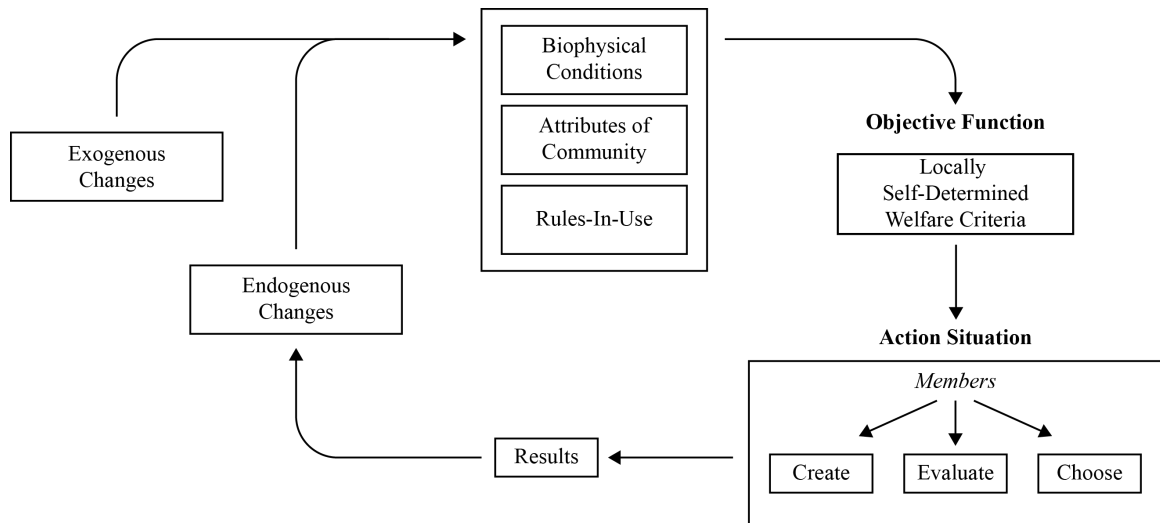 Biophysical
Conditions
Attributes of
Community
Rules-In-Use
Exogenous
Changes
Endogenous
Changes
Objective Function
Locally
Self-Determined
Welfare Criteria
Action Situation
Members
Create
Evaluate
Choose
Results